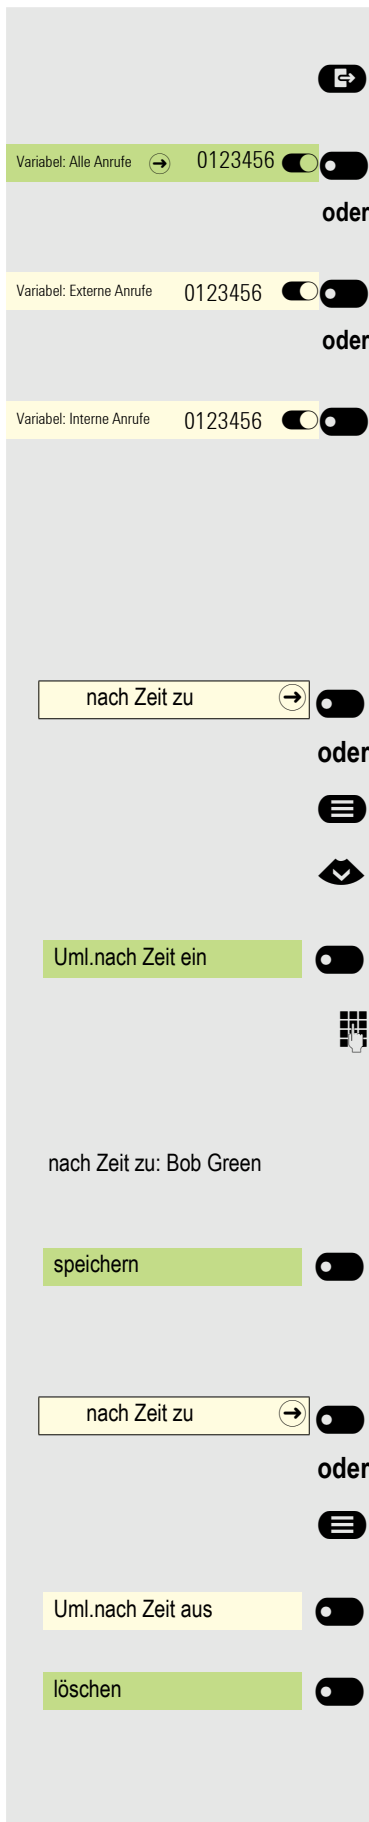 Variabel: Alle Anrufe 0123456
oder
Variabel: Externe Anrufe 0123456
oder
Variabel: Interne Anrufe 0123456
nach Zeit zu
oder
Uml.nach Zeit ein
nach Zeit zu: Bob Green
speichern
nach Zeit zu
oder
Uml.nach Zeit aus
löschen